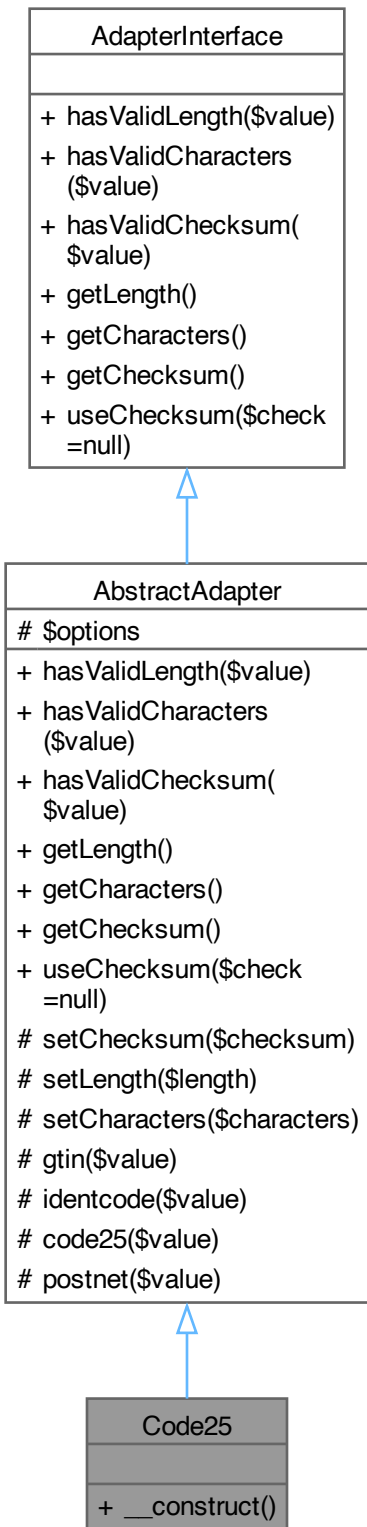 AdapterInterface
+ hasValidLength($value)
+ hasValidCharacters
($value)
+ hasValidChecksum(
$value)
+ getLength()
+ getCharacters()
+ getChecksum()
+ useChecksum($check
=null)
AbstractAdapter
# $options
+ hasValidLength($value)
+ hasValidCharacters
($value)
+ hasValidChecksum(
$value)
+ getLength()
+ getCharacters()
+ getChecksum()
+ useChecksum($check
=null)
# setChecksum($checksum)
# setLength($length)
# setCharacters($characters)
# gtin($value)
# identcode($value)
# code25($value)
# postnet($value)
Code25
+ __construct()